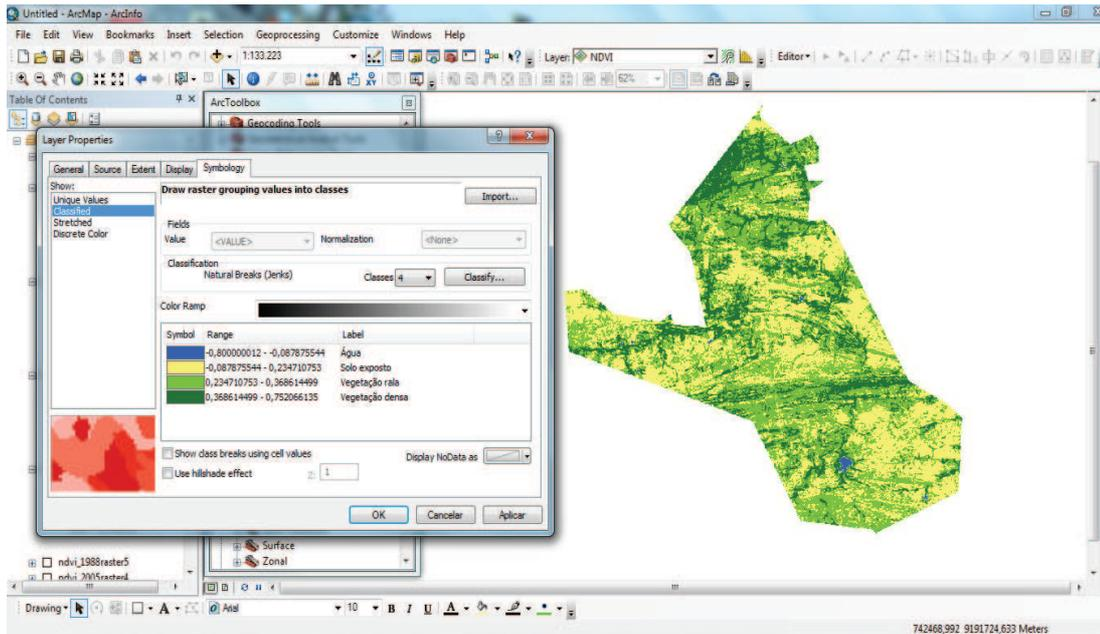 Untitled - ArcMap - ArcInfo
File Edit View Bookmarks Insert Selection Geoprocessing Customize Windows Help
1:133.223
Layer: NDVI
Editor
62%
Table Of Contents
ArcToolbox
Geocoding Tools
Layer Properties
General Source Extent Display Symbology
Show:
Unique Values
Classified
Stretched
Discrete Color
Draw raster grouping values into classes
Import...
Fields
Value <VALUE> Normalization <None>
Classification
Natural Breaks (Jenks) Classes 4 Classify...
Color Ramp
Symbol Range Label
-0,800000012 - -0,087875544 Água
-0,087875544 - 0,234710753 Solo exposto
0,234710753 - 0,368614499 Vegetação rala
0,368614499 - 0,752066135 Vegetação densa
Show class breaks using cell values
Display NoData as
Use hillshade effect Z: 1
OK Cancelar Aplicar
Surface
Zonal
ndvi_1988raster5
ndvi_2005raster4
Drawing A Arial 10 B I U A
742468,992 9191724,633 Meters